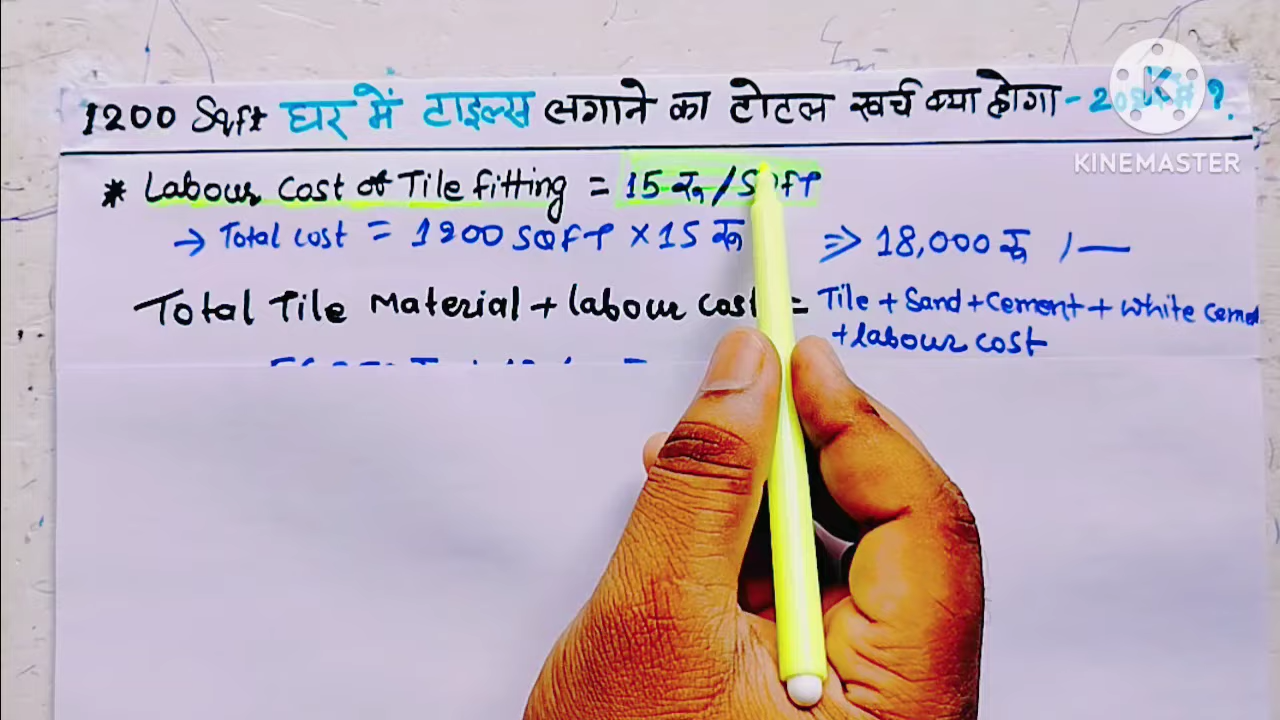 1200 Sqft घर में टाइल्स लगाने का टोटल खर्च क्या होगा - ?
KINEMASTER
* Labour Cost of Tile fitting = 15 रु / SQFT
→ Total cost = 1200 SQFT × 15 रु ⇒ 18,000 रु /—
Total Tile Material + labour cost = Tile + Sand + Cement + White
+ labour cost